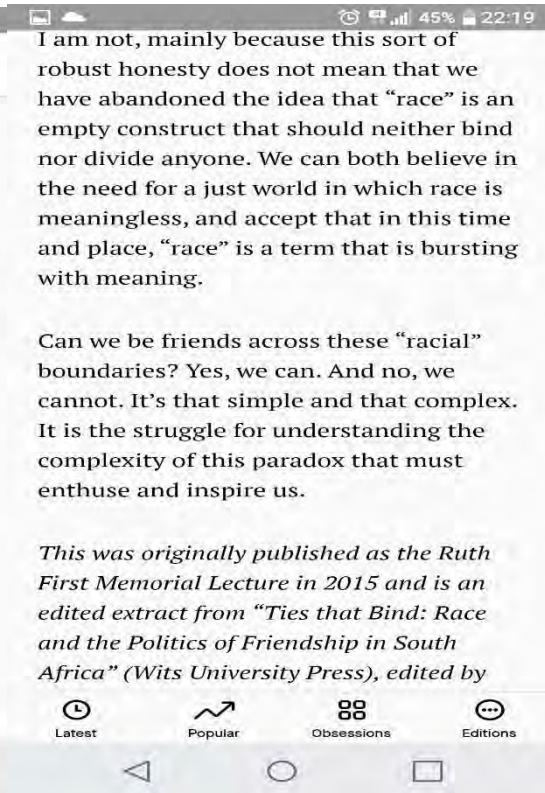 45% 22:19
I am not, mainly because this sort of
robust honesty does not mean that we
have abandoned the idea that “race” is an
empty construct that should neither bind
nor divide anyone. We can both believe in
the need for a just world in which race is
meaningless, and accept that in this time
and place, “race” is a term that is bursting
with meaning.
Can we be friends across these “racial”
boundaries? Yes, we can. And no, we
cannot. It’s that simple and that complex.
It is the struggle for understanding the
complexity of this paradox that must
enthuse and inspire us.
This was originally published as the Ruth
First Memorial Lecture in 2015 and is an
edited extract from “Ties that Bind: Race
and the Politics of Friendship in South
Africa” (Wits University Press), edited by
Latest Popular Obsessions Editions